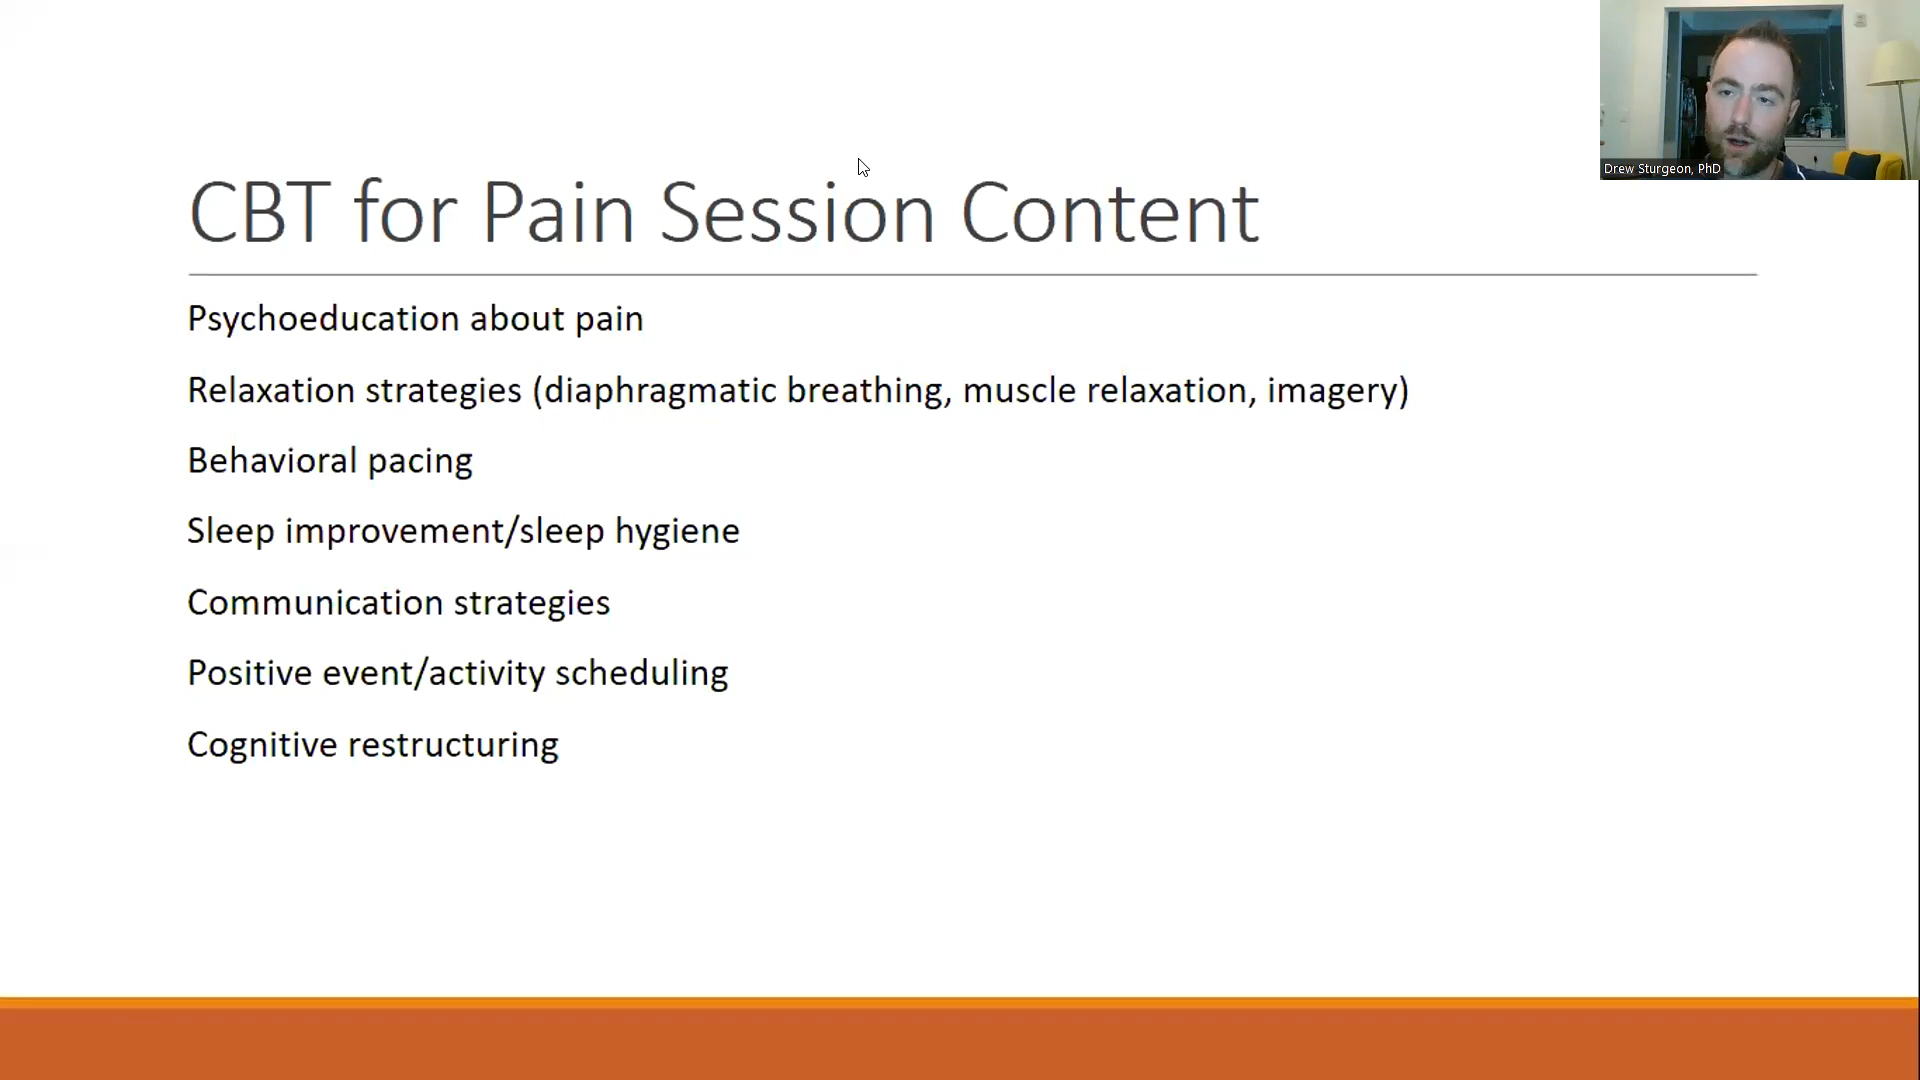 Drew Sturgeon, PhD
CBT for Pain Session Content
Psychoeducation about pain
Relaxation strategies (diaphragmatic breathing, muscle relaxation, imagery)
Behavioral pacing
Sleep improvement/sleep hygiene
Communication strategies
Positive event/activity scheduling
Cognitive restructuring